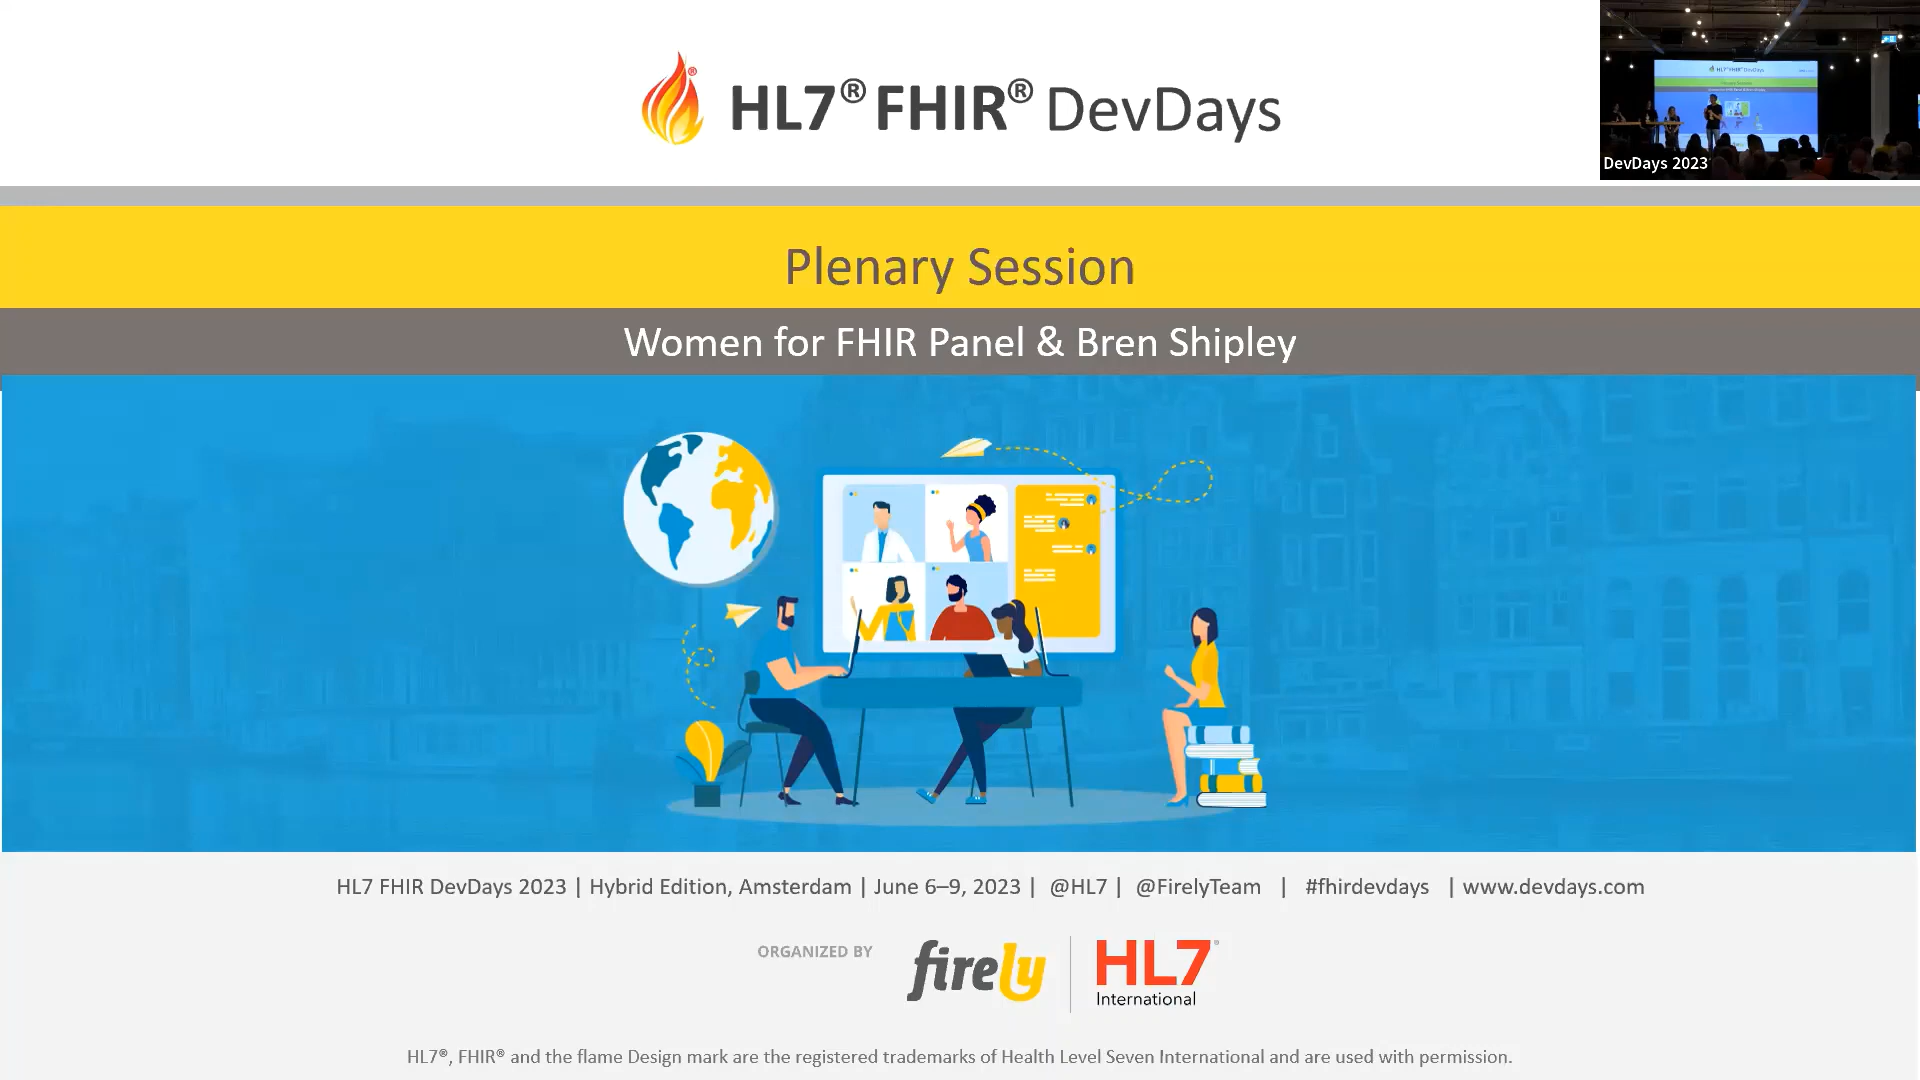 HL7® FHIR® DevDays
DevDays 2023
Plenary Session
Women for FHIR Panel & Bren Shipley
HL7 FHIR DevDays 2023 | Hybrid Edition, Amsterdam | June 6–9, 2023 | @HL7 | @FirelyTeam | #fhirdevdays | www.devdays.com
ORGANIZED BY
firely
HL7®
International
HL7®, FHIR® and the flame Design mark are the registered trademarks of Health Level Seven International and are used with permission.